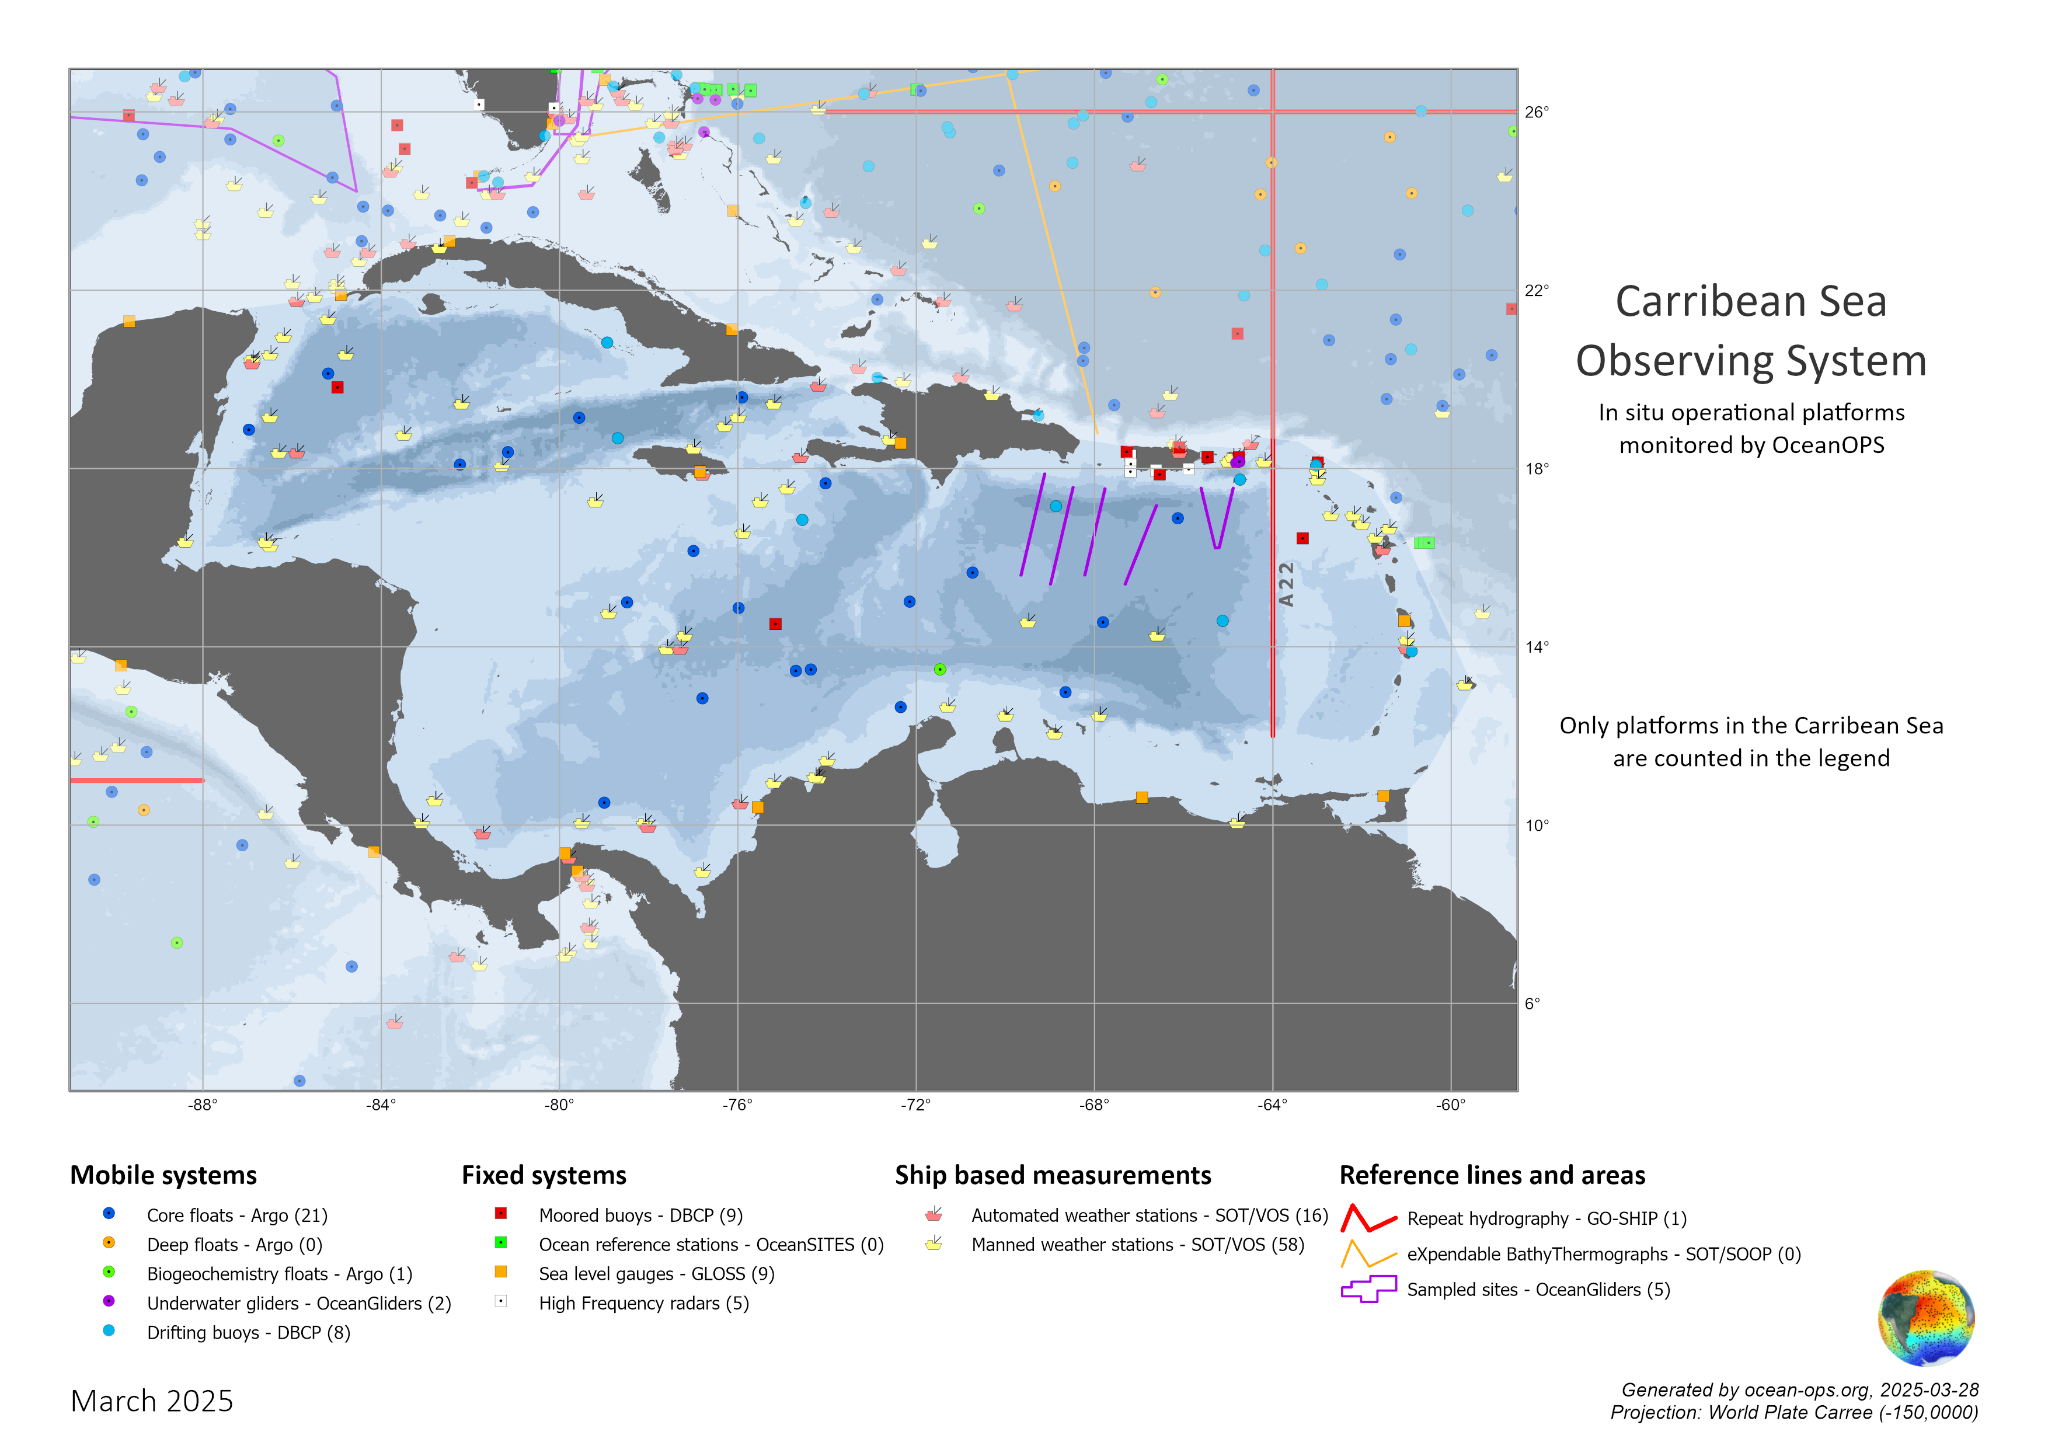 Carribean Sea
Observing System
In situ operational platforms
monitored by OceanOPS
Only platforms in the Carribean Sea
are counted in the legend
26°
22°
18°
14°
10°
6°
A22
-88°
-84°
-80°
-76°
-72°
-68°
-64°
-60°
Mobile systems
Core floats - Argo (21)
Deep floats - Argo (0)
Biogeochemistry floats - Argo (1)
Underwater gliders - OceanGliders (2)
Drifting buoys - DBCP (8)
Fixed systems
Moored buoys - DBCP (9)
Ocean reference stations - OceanSITES (0)
Sea level gauges - GLOSS (9)
High Frequency radars (5)
Ship based measurements
Automated weather stations - SOT/VOS (16)
Manned weather stations - SOT/VOS (58)
Reference lines and areas
Repeat hydrography - GO-SHIP (1)
eXpendable BathyThermographs - SOT/SOOP (0)
Sampled sites - OceanGliders (5)
March 2025
Generated by ocean-ops.org, 2025-03-28
Projection: World Plate Carree (-150,0000)